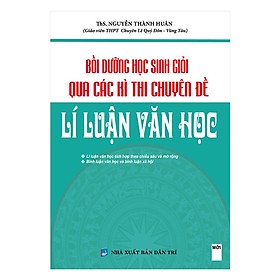 ThS. NGUYỄN THÀNH HUÂN
(Giáo viên THPT Chuyên Lê Quý Đôn - Vũng Tàu)
BỒI DƯỠNG HỌC SINH GIỎI
QUA CÁC KÌ THI CHUYÊN ĐỀ
LÍ LUẬN VĂN HỌC
Lí luận văn học tích hợp theo chiều sâu và mở rộng
Bình luận văn học và bình luận xã hội
MỚI
NHÀ XUẤT BẢN DÂN TRÍ